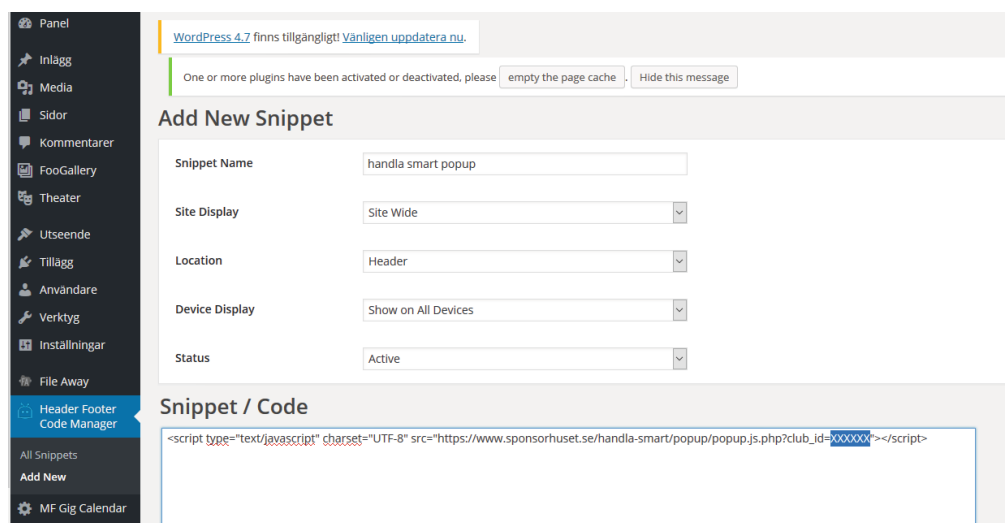 Panel
Inlägg
Media
Sidor
Kommentarer
FooGallery
Theater
Utseende
Tillägg
Användare
Verktyg
Inställningar
File Away
Header Footer
Code Manager
All Snippets
Add New
MF Gig Calendar
WordPress 4.7 finns tillgängligt! Vänligen uppdatera nu.
One or more plugins have been activated or deactivated, please empty the page cache . Hide this message
Add New Snippet
Snippet Name handla smart popup
Site Display Site Wide
Location Header
Device Display Show on All Devices
Status Active
Snippet / Code
<script type="text/javascript" charset="UTF-8" src="https://www.sponsorhuset.se/handla-smart/popup/popup.js.php?club_id=XXXXXX"></script>